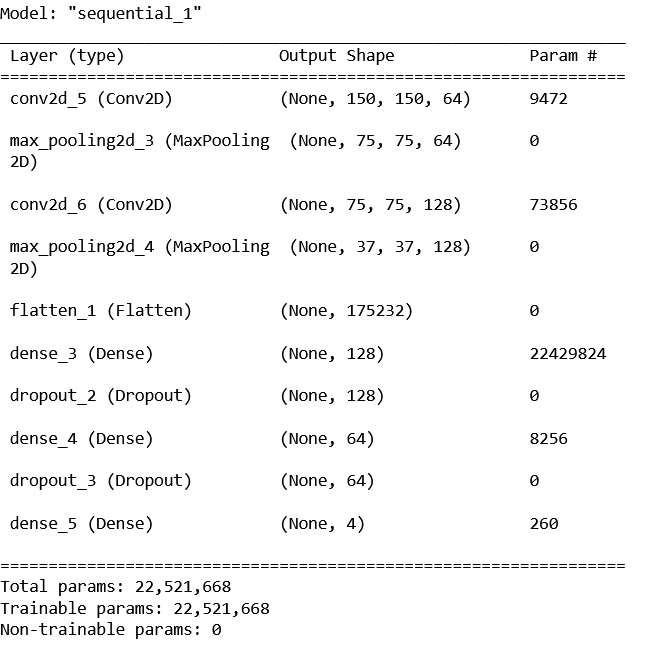 Model: "sequential_1"
Layer (type) Output Shape Param #
conv2d_5 (Conv2D) (None, 150, 150, 64) 9472
max_pooling2d_3 (MaxPooling (None, 75, 75, 64) 0
2D)
conv2d_6 (Conv2D) (None, 75, 75, 128) 73856
max_pooling2d_4 (MaxPooling (None, 37, 37, 128) 0
2D)
flatten_1 (Flatten) (None, 175232) 0
dense_3 (Dense) (None, 128) 22429824
dropout_2 (Dropout) (None, 128) 0
dense_4 (Dense) (None, 64) 8256
dropout_3 (Dropout) (None, 64) 0
dense_5 (Dense) (None, 4) 260
Total params: 22,521,668
Trainable params: 22,521,668
Non-trainable params: 0